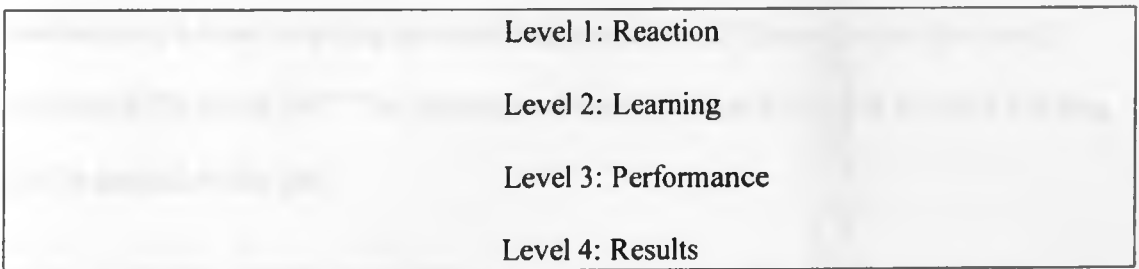 Level 1: Reaction
Level 2: Learning
Level 3: Performance
Level 4: Results